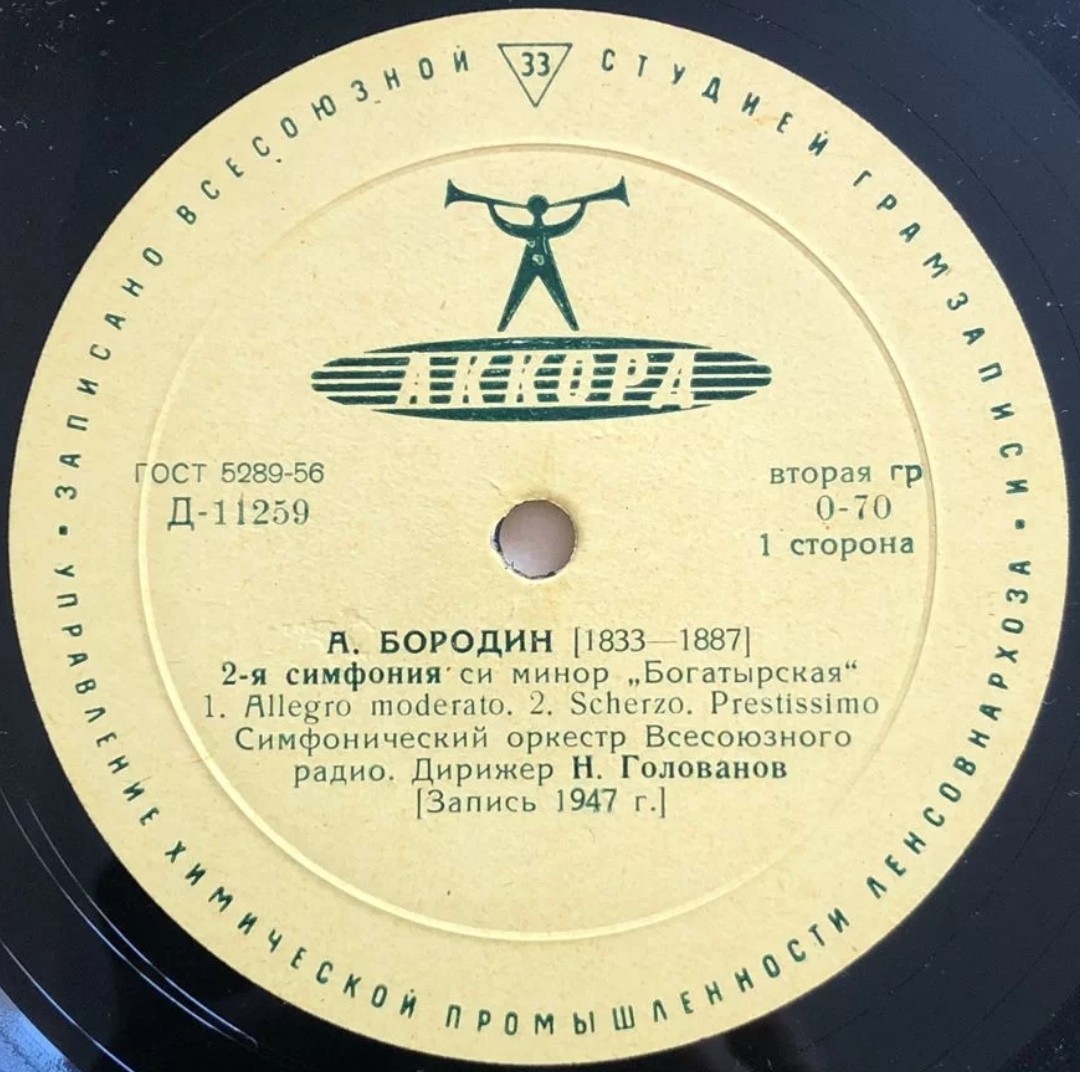 ЗАПИСАНО ВСЕСОЮЗНОЙ СТУДИЕЙ ГРАМЗАПИСИ
33
АККОРД
ГОСТ 5289-56
Д-11259
вторая гр
0-70
1 сторона
А. БОРОДИН [1833—1887]
2-я симфония си минор „Богатырская“
1. Allegro moderato. 2. Scherzo. Prestissimo
Симфонический оркестр Всесоюзного
радио. Дирижер Н. Голованов
[Запись 1947 г.]
УПРАВЛЕНИЕ ХИМИЧЕСКОЙ ПРОМЫШЛЕННОСТИ ЛЕНСОВНАРХОЗА